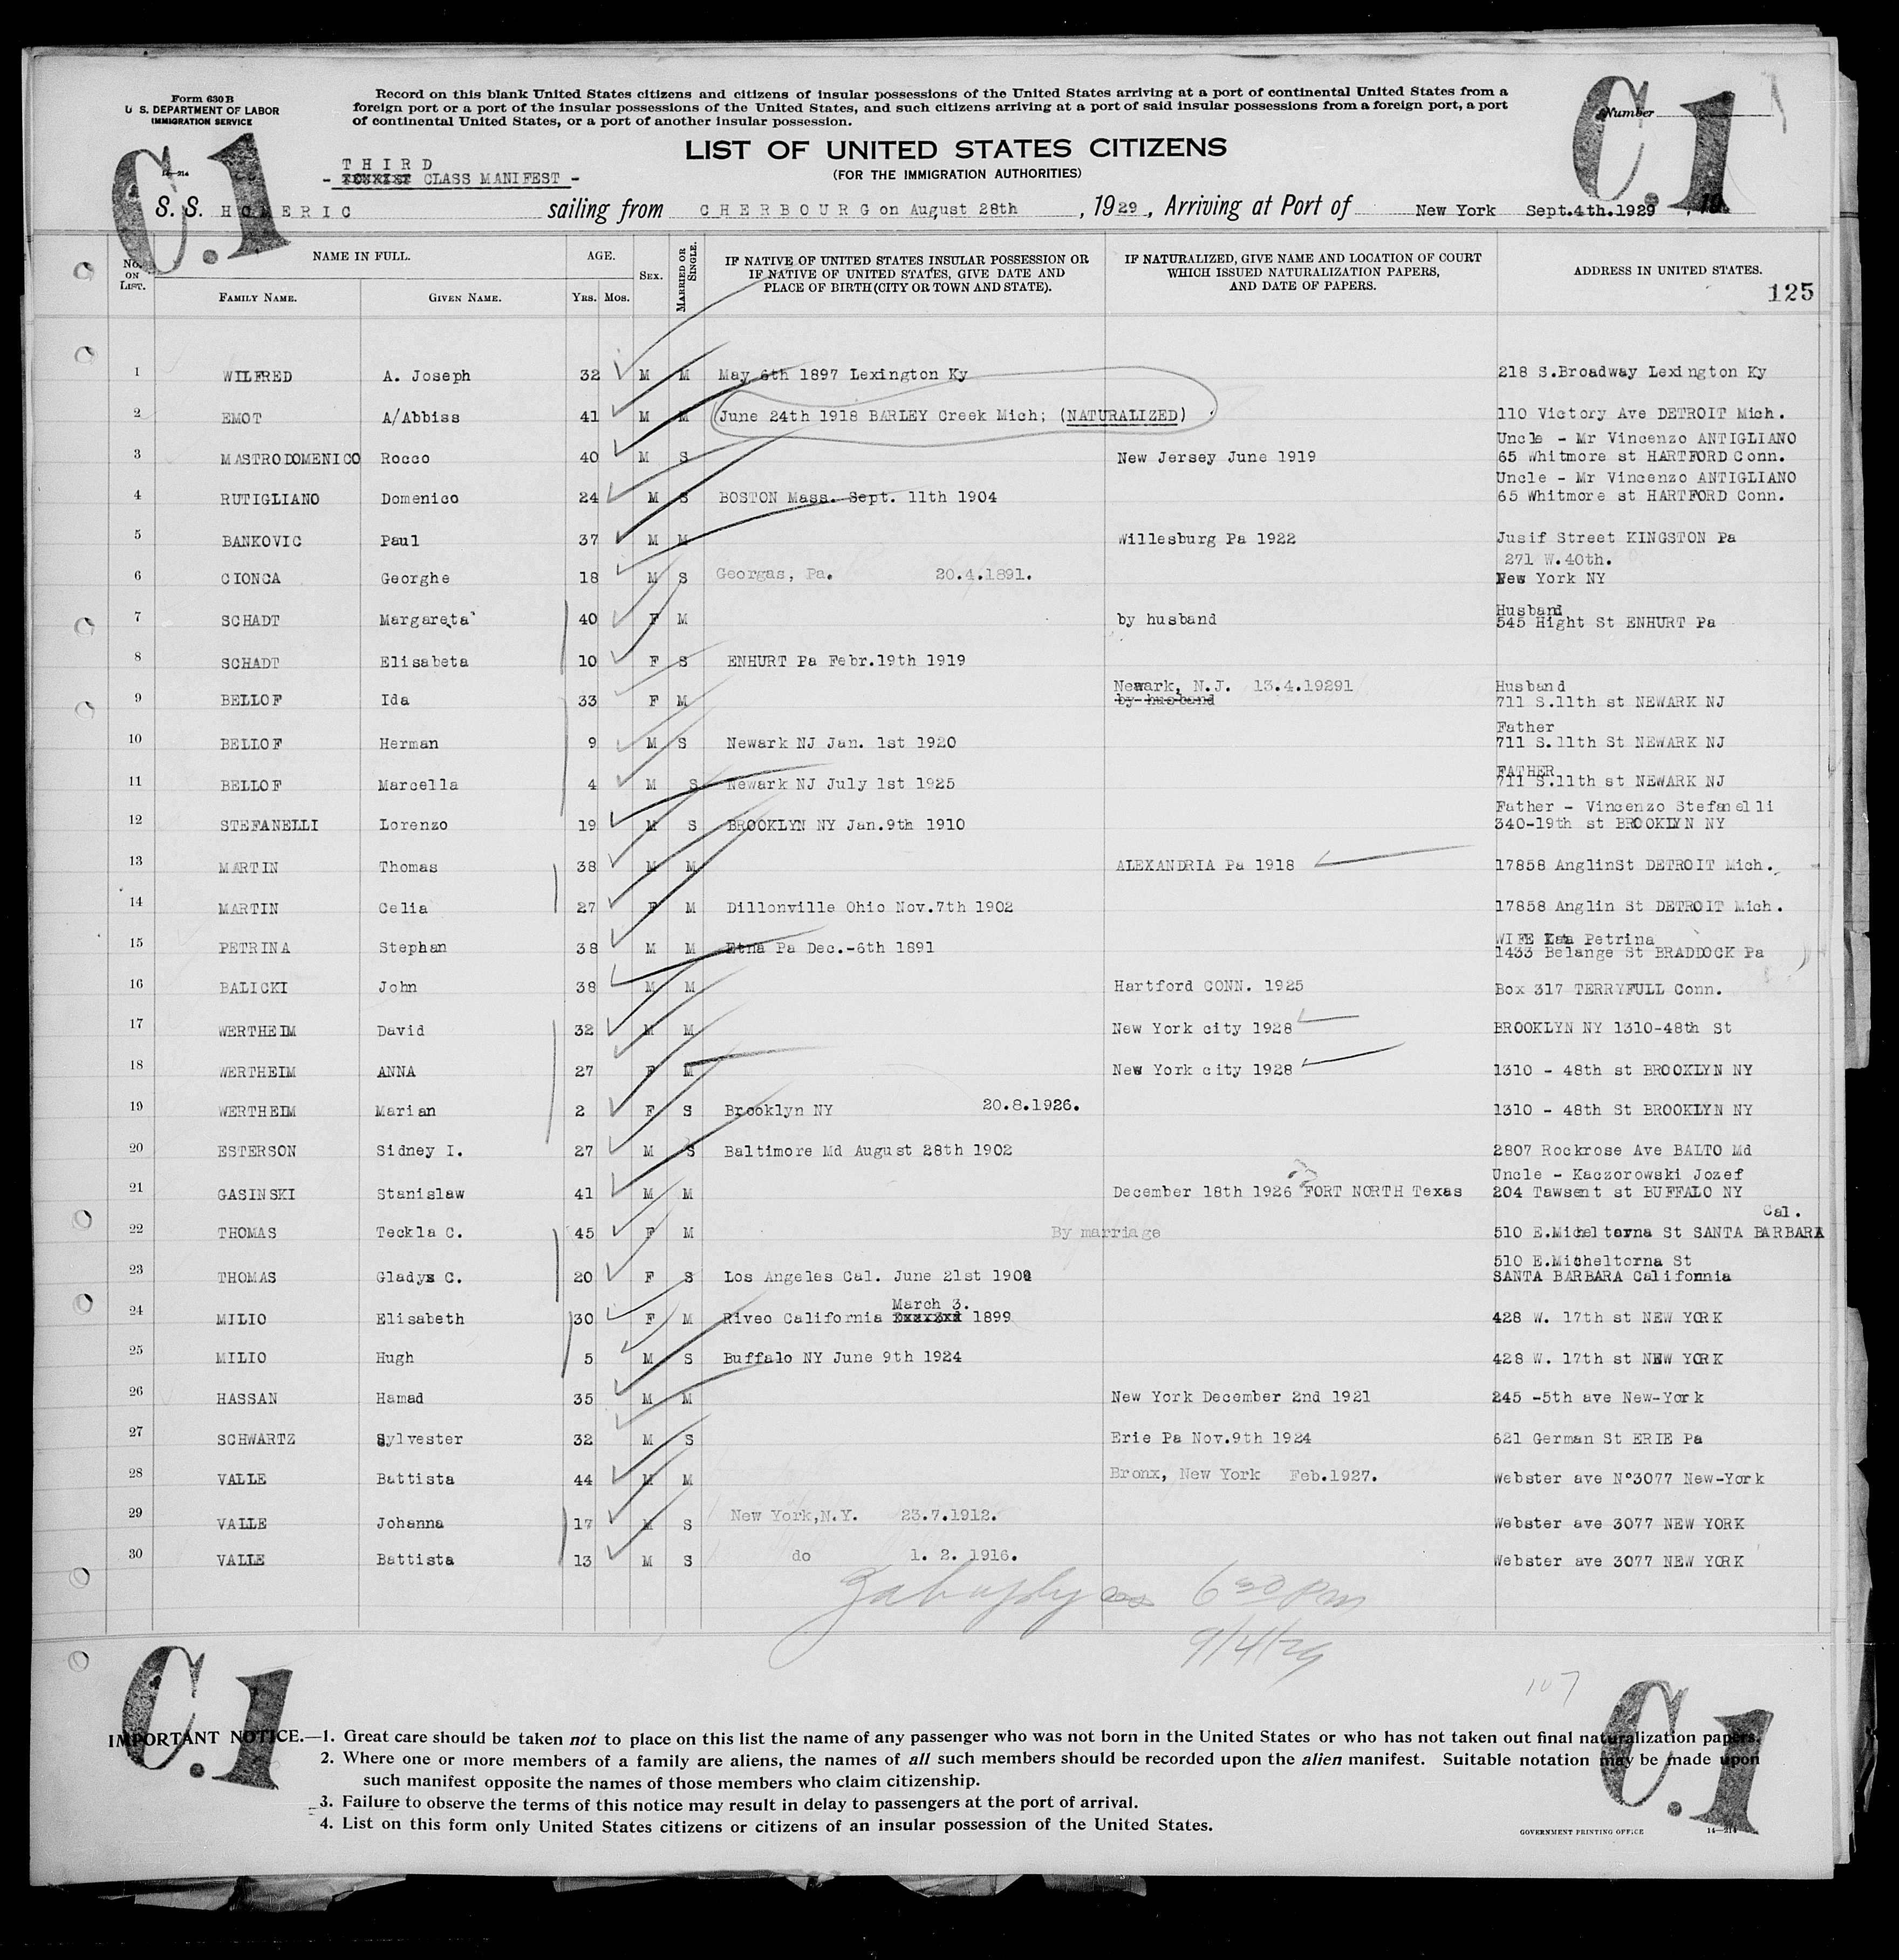 Form 630 B
U. S. DEPARTMENT OF LABOR
IMMIGRATION SERVICE
Record on this blank United States citizens and citizens of insular possessions of the United States arriving at a port of continental United States from a
foreign port or a port of the insular possessions of the United States, and such citizens arriving at a port of said insular possessions from a foreign port, a port
of continental United States, or a port of another insular possession.
Number
C.1
C.1
14—214
LIST OF UNITED STATES CITIZENS
(FOR THE IMMIGRATION AUTHORITIES)
THIRD
- TOURIST CLASS MANIFEST -
S. S. HOMERIC sailing from CHERBOURG on August 28th, 1929, Arriving at Port of New York Sept.4th.1929, 19
No. ON LIST. NAME IN FULL. FAMILY NAME. GIVEN NAME. AGE. YRS. MOS. SEX. MARRIED OR SINGLE.
IF NATIVE OF UNITED STATES INSULAR POSSESSION OR
IF NATIVE OF UNITED STATES, GIVE DATE AND
PLACE OF BIRTH (CITY OR TOWN AND STATE).
IF NATURALIZED, GIVE NAME AND LOCATION OF COURT
WHICH ISSUED NATURALIZATION PAPERS,
AND DATE OF PAPERS.
ADDRESS IN UNITED STATES.
125
1 WILFRED A. Joseph 32 M M May 6th 1897 Lexington Ky 218 S.Broadway Lexington Ky
2 EMOT A/Abbiss 41 M M June 24th 1918 BARLEY Creek Mich; (NATURALIZED) 110 Victory Ave DETROIT Mich.
Uncle - Mr Vincenzo ANTIGLIANO
3 MASTRODOMENICO Rocco 40 M S New Jersey June 1919 65 Whitmore st HARTFORD Conn.
Uncle - Mr Vincenzo ANTIGLIANO
4 RUTIGLIANO Domenico 24 M S BOSTON Mass. Sept. 11th 1904 65 Whitmore st HARTFORD Conn.
5 BANKOVIC Paul 37 M M Willesburg Pa 1922 Jusif Street KINGSTON Pa
271 W.40th.
6 CIONCA Georghe 18 M S Georgas, Pa. 20.4.1891. New York NY
Husband
7 SCHADT Margareta 40 F M by husband 545 Hight St ENHURT Pa
8 SCHADT Elisabeta 10 F S ENHURT Pa Febr.19th 1919
Newark, N.J. 13.4.19291 Husband
9 BELLOF Ida 33 F M by husband 711 S.11th st NEWARK NJ
Father
10 BELLOF Herman 9 M S Newark NJ Jan. 1st 1920 711 S.11th St NEWARK NJ
FATHER
11 BELLOF Marcella 4 M S Newark NJ July 1st 1925 711 S.11th st NEWARK NJ
Father - Vincenzo Stefanelli
12 STEFANELLI Lorenzo 19 M S BROOKLYN NY Jan.9th 1910 340-19th st BROOKLYN NY
13 MARTIN Thomas 38 M M ALEXANDRIA Pa 1918 17858 AnglinSt DETROIT Mich.
14 MARTIN Celia 27 F M Dillonville Ohio Nov.7th 1902 17858 Anglin St DETROIT Mich.
WIFE Kata Petrina
15 PETRINA Stephan 38 M M Etna Pa Dec.-6th 1891 1433 Belange St BRADDOCK Pa
16 BALICKI John 38 M M Hartford CONN. 1925 Box 317 TERRYFULL Conn.
17 WERTHEIM David 32 M M New York city 1928 BROOKLYN NY 1310-48th St
18 WERTHEIM ANNA 27 F M New York city 1928 1310 - 48th st BROOKLYN NY
19 WERTHEIM Marian 2 F S Brooklyn NY 20.8.1926. 1310 - 48th St BROOKLYN NY
20 ESTERSON Sidney I. 27 M S Baltimore Md August 28th 1902 2807 Rockrose Ave BALTO Md
Uncle - Kaczorowski Jozef
21 GASINSKI Stanislaw 41 M M December 18th 1926 FORT NORTH Texas 204 Tawsent st BUFFALO NY
Cal.
22 THOMAS Teckla C. 45 F M By marriage 510 E.Micheltorna St SANTA BARBARA
510 E.Micheltorna St
23 THOMAS Gladys C. 20 F S Los Angeles Cal. June 21st 1909 SANTA BARBARA California
March 3.
24 MILIO Elisabeth 30 F M Riveo California 1899 428 W. 17th st NEW YORK
25 MILIO Hugh 5 M S Buffalo NY June 9th 1924 428 W. 17th st NEW YORK
26 HASSAN Hamad 35 M M New York December 2nd 1921 245 -5th ave New-York
27 SCHWARTZ Sylvester 32 M S Erie Pa Nov.9th 1924 621 German St ERIE Pa
28 VALLE Battista 44 M M Bronx, New York Feb.1927. Webster ave N°3077 New-York
29 VALLE Johanna 17 M S New York,N.Y. 23.7.1912. Webster ave 3077 NEW YORK
30 VALLE Battista 13 M S do 1. 2. 1916. Webster ave 3077 NEW YORK
6 30 PM
9/4/29
107
C.1
C.1
IMPORTANT NOTICE.—1. Great care should be taken not to place on this list the name of any passenger who was not born in the United States or who has not taken out final naturalization papers.
2. Where one or more members of a family are aliens, the names of all such members should be recorded upon the alien manifest. Suitable notation may be made upon
such manifest opposite the names of those members who claim citizenship.
3. Failure to observe the terms of this notice may result in delay to passengers at the port of arrival.
4. List on this form only United States citizens or citizens of an insular possession of the United States.
GOVERNMENT PRINTING OFFICE 14—214